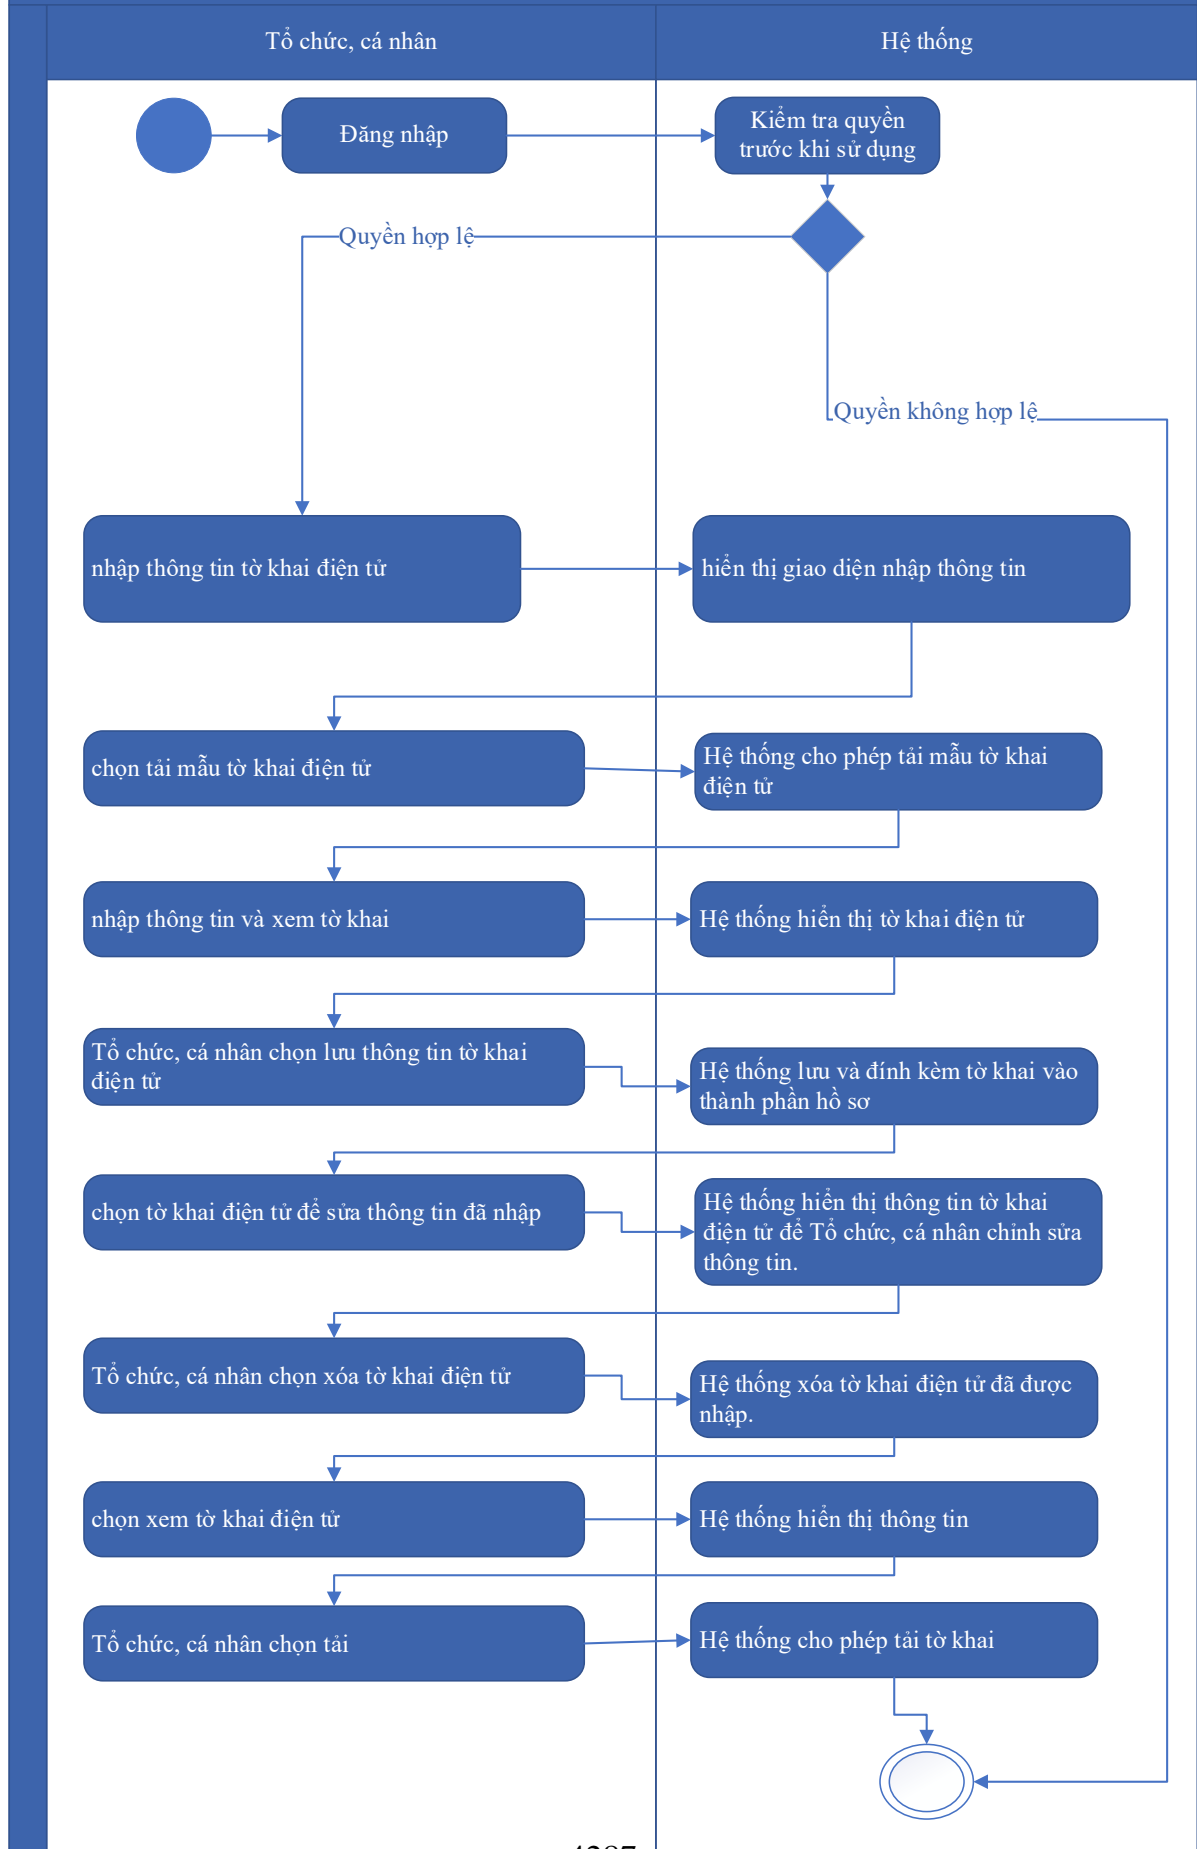 Tổ chức, cá nhân
Hệ thống
Đăng nhập
Kiểm tra quyền
trước khi sử dụng
Quyền hợp lệ
Quyền không hợp lệ
nhập thông tin tờ khai điện tử
hiển thị giao diện nhập thông tin
chọn tải mẫu tờ khai điện tử
Hệ thống cho phép tải mẫu tờ khai
điện tử
nhập thông tin và xem tờ khai
Hệ thống hiển thị tờ khai điện tử
Tổ chức, cá nhân chọn lưu thông tin tờ khai
điện tử
Hệ thống lưu và đính kèm tờ khai vào
thành phần hồ sơ
chọn tờ khai điện tử để sửa thông tin đã nhập
Hệ thống hiển thị thông tin tờ khai
điện tử để Tổ chức, cá nhân chỉnh sửa
thông tin.
Tổ chức, cá nhân chọn xóa tờ khai điện tử
Hệ thống xóa tờ khai điện tử đã được
nhập.
chọn xem tờ khai điện tử
Hệ thống hiển thị thông tin
Tổ chức, cá nhân chọn tải
Hệ thống cho phép tải tờ khai